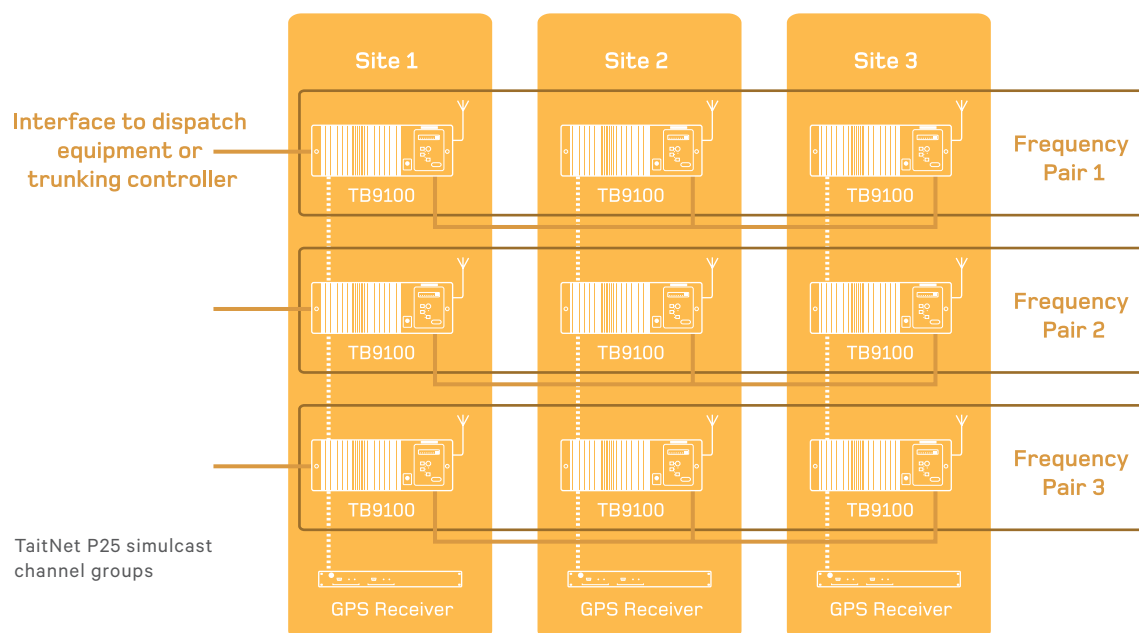 Site 1
Site 2
Site 3
Interface to dispatch
equipment or
trunking controller
TB9100
TB9100
TB9100
Frequency
Pair 1
TB9100
TB9100
TB9100
Frequency
Pair 2
TB9100
TB9100
TB9100
Frequency
Pair 3
TaitNet P25 simulcast
channel groups
GPS Receiver
GPS Receiver
GPS Receiver